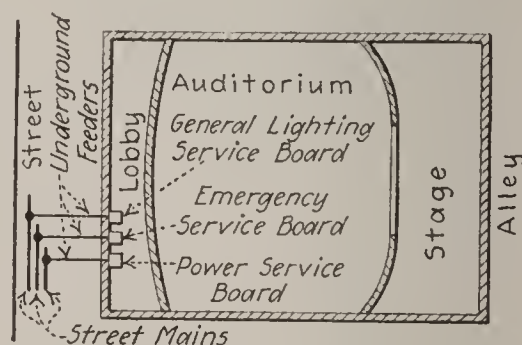 Street
Underground
Feeders
Lobby
Auditorium
General Lighting
Service Board
Emergency
Service Board
Power Service
Board
Stage
Alley
Street Mains